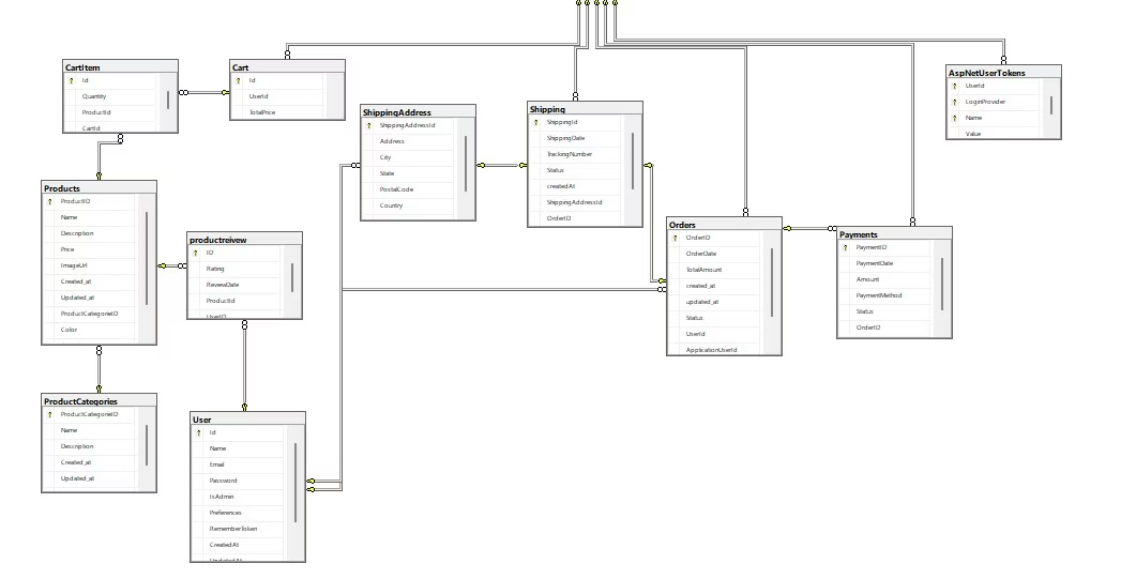 CartItem
Id
Quantity
ProductId
CartId
Cart
Id
UserId
TotalPrice
ShippingAddress
ShippingAddressId
Address
City
State
PostalCode
Country
Shipping
ShippingId
ShippingDate
TrackingNumber
Status
createdAt
ShippingAddressId
OrderID
AspNetUserTokens
UserId
LoginProvider
Name
Value
Products
ProductID
Name
Description
Price
ImageUrl
Created_at
Updated_at
ProductCategorieID
Color
productreivew
ID
Rating
ReviewDate
ProductId
UserID
Orders
OrderID
OrderDate
TotalAmount
created_at
updated_at
Status
UserId
ApplicationUserId
Payments
PaymentID
PaymentDate
Amount
PaymentMethod
Status
OrderID
ProductCategories
ProductCategorieID
Name
Description
Created_at
Updated_at
User
Id
Name
Email
Password
IsAdmin
Preferences
RememberToken
CreatedAt
UpdatedAt